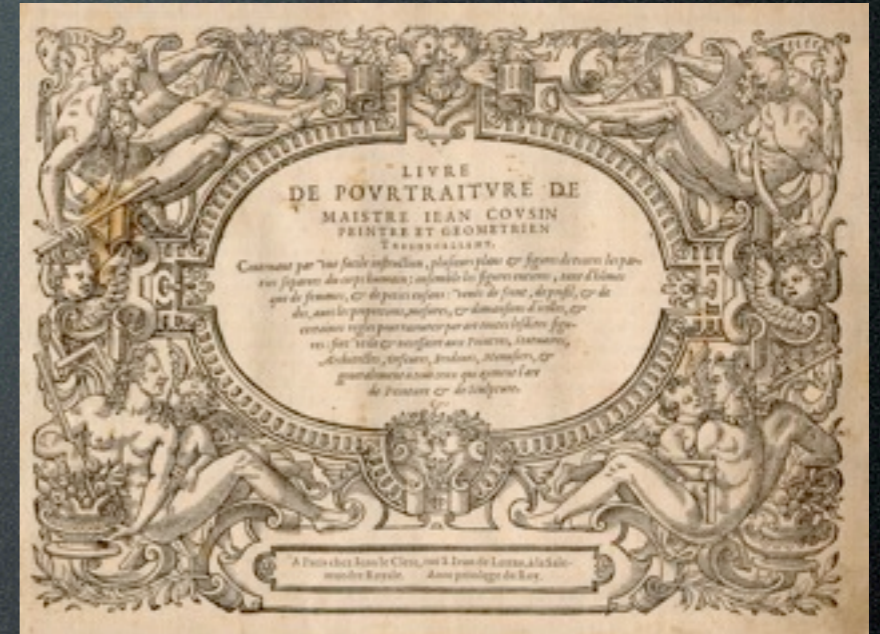 LIVRE
DE POVRTRAITVRE DE
MAISTRE IEAN COVSIN
PEINTRE ET GEOMETRIEN
TRESEXCELLENT.
Contenant par vne facile instruction, plusieurs plans & figures de toutes les par-
ties separees du corps humain; ensemble les figures entieres, tant d'hōmes
que de femmes, & de petits enfans: veuës de front, de profil, & de
dos, auec les proportions, mesures, & dimensions d'icelles, &
certaines regles pour racourcir par art toutes lesdites figu-
res: fort vtile & necessaire aux Peintres, Statuaires,
Architectes, Orfeures, Brodeurs, Menusiers, &
generalement à tous ceux qui ayment l'art
de Peinture & de Sculpture.
A Paris chez Iean le Clerc, ruë S. Iean de Latran, à la Sale-
mandre Royale. Auec priuilege du Roy.